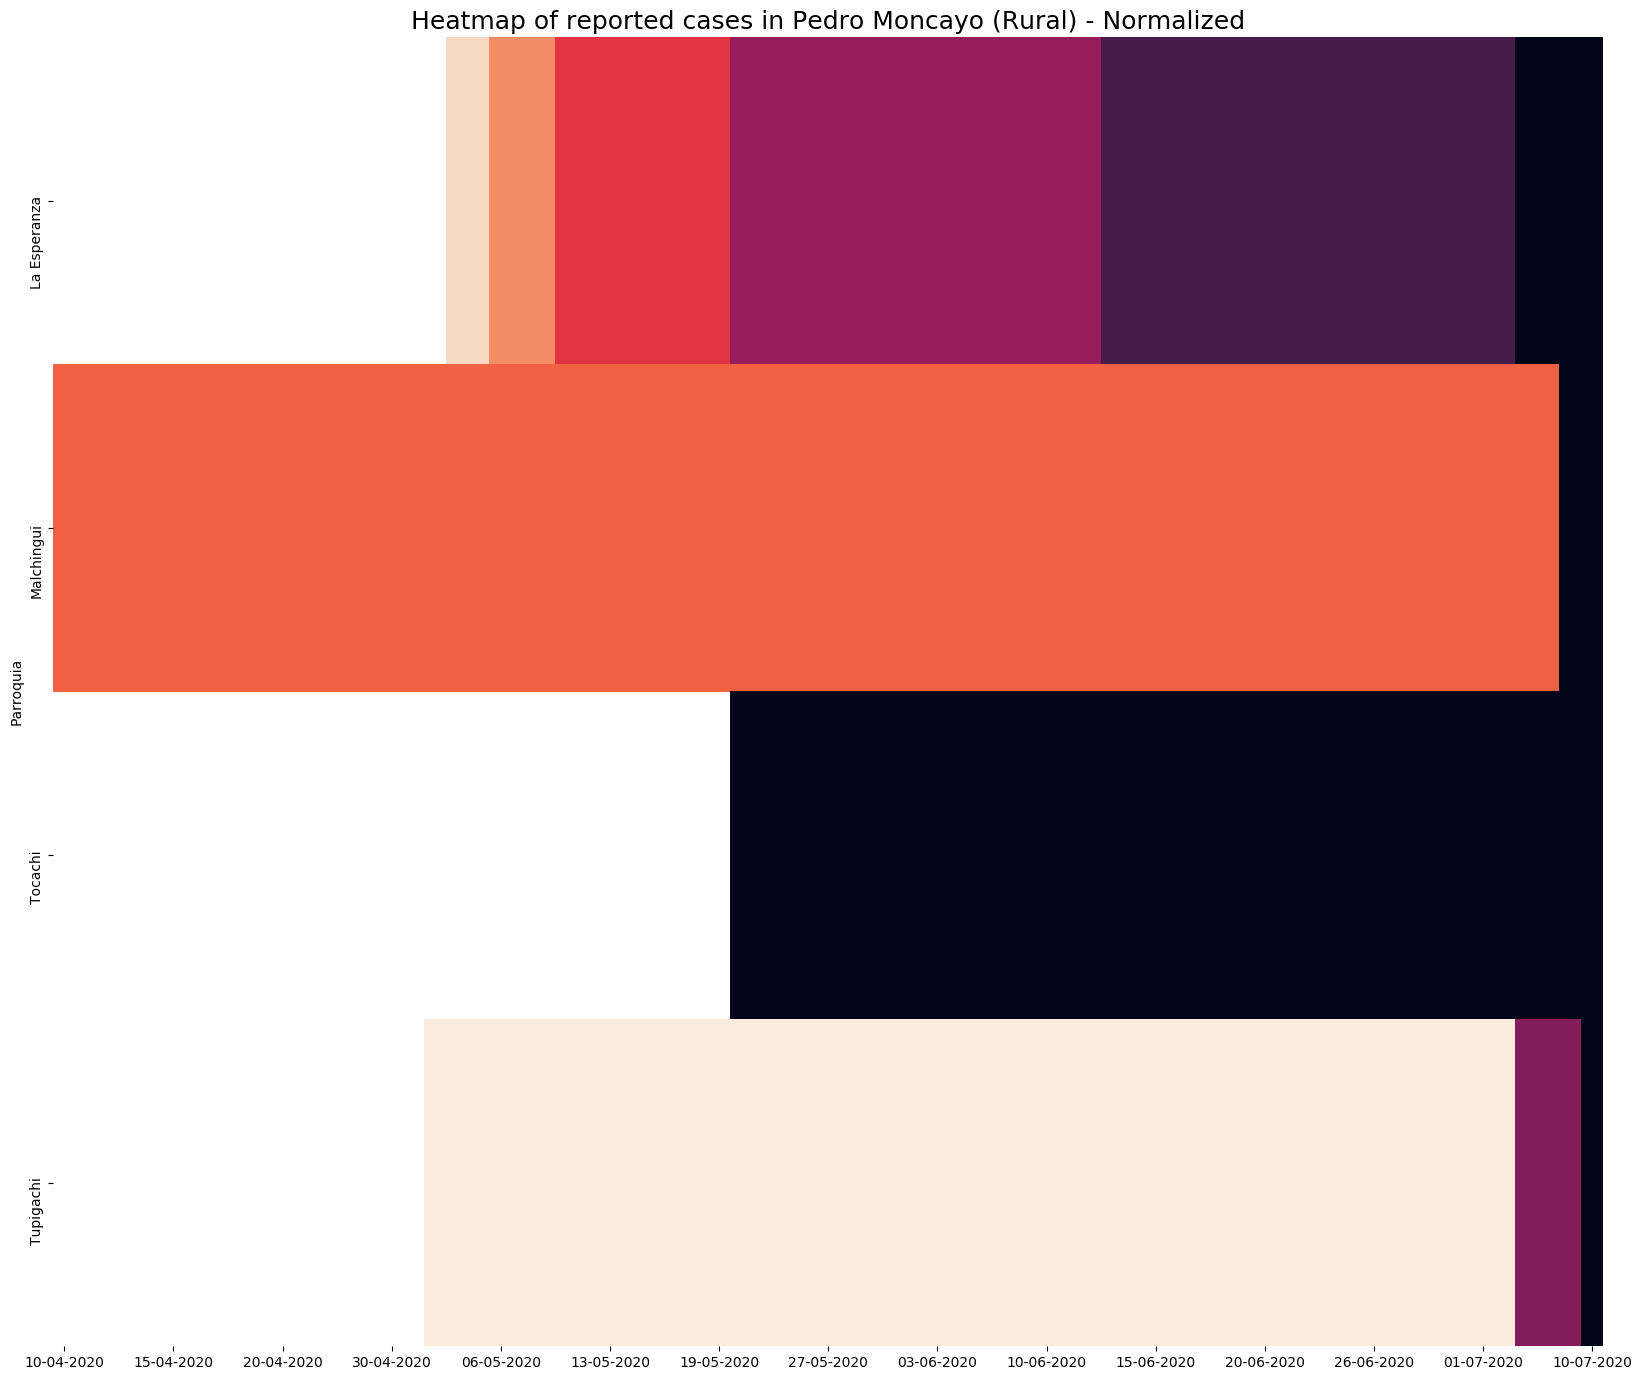 Heatmap of reported cases in Pedro Moncayo (Rural) - Normalized
Parroquia
La Esperanza
Malchingui
Tocachi
Tupigachi
10-04-2020 15-04-2020 20-04-2020 30-04-2020 06-05-2020 13-05-2020 19-05-2020 27-05-2020 03-06-2020 10-06-2020 15-06-2020 20-06-2020 26-06-2020 01-07-2020 10-07-2020